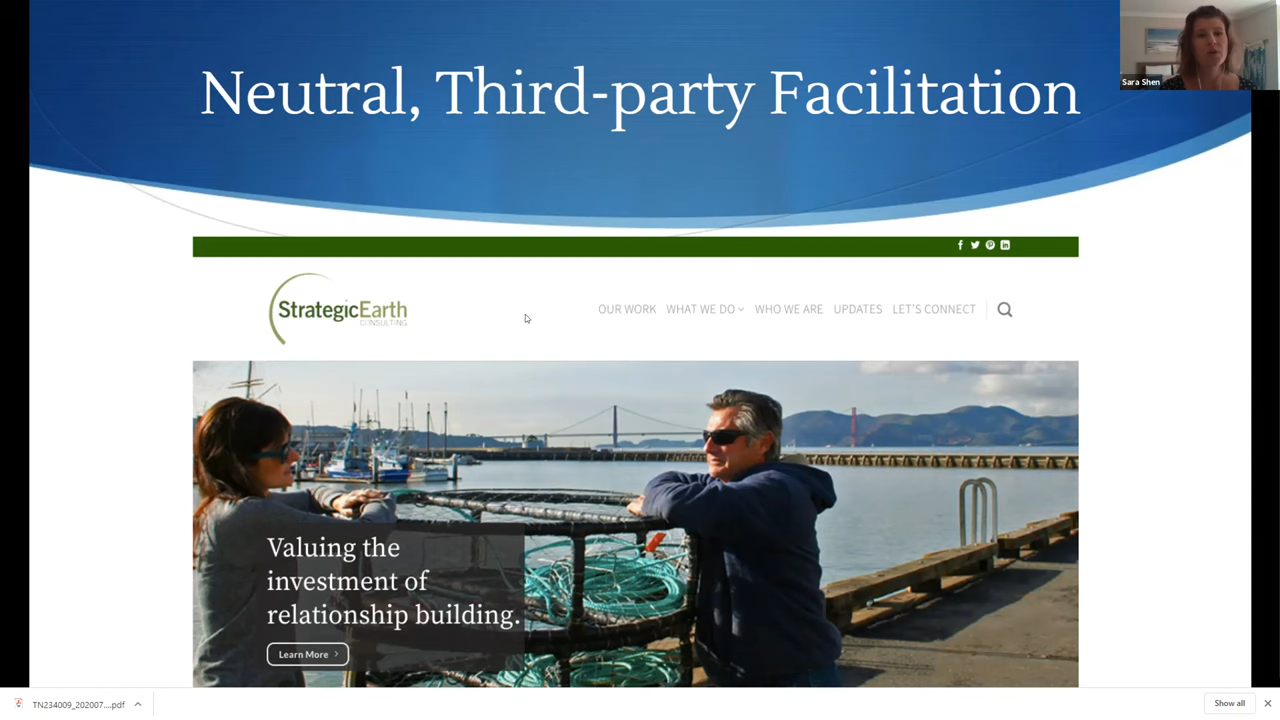 Neutral, Third-party Facilitation
Sara Shen
StrategicEarth
CONSULTING
OUR WORK WHAT WE DO WHO WE ARE UPDATES LET'S CONNECT
Valuing the
investment of
relationship building.
Learn More
TN234009_202007....pdf
Show all